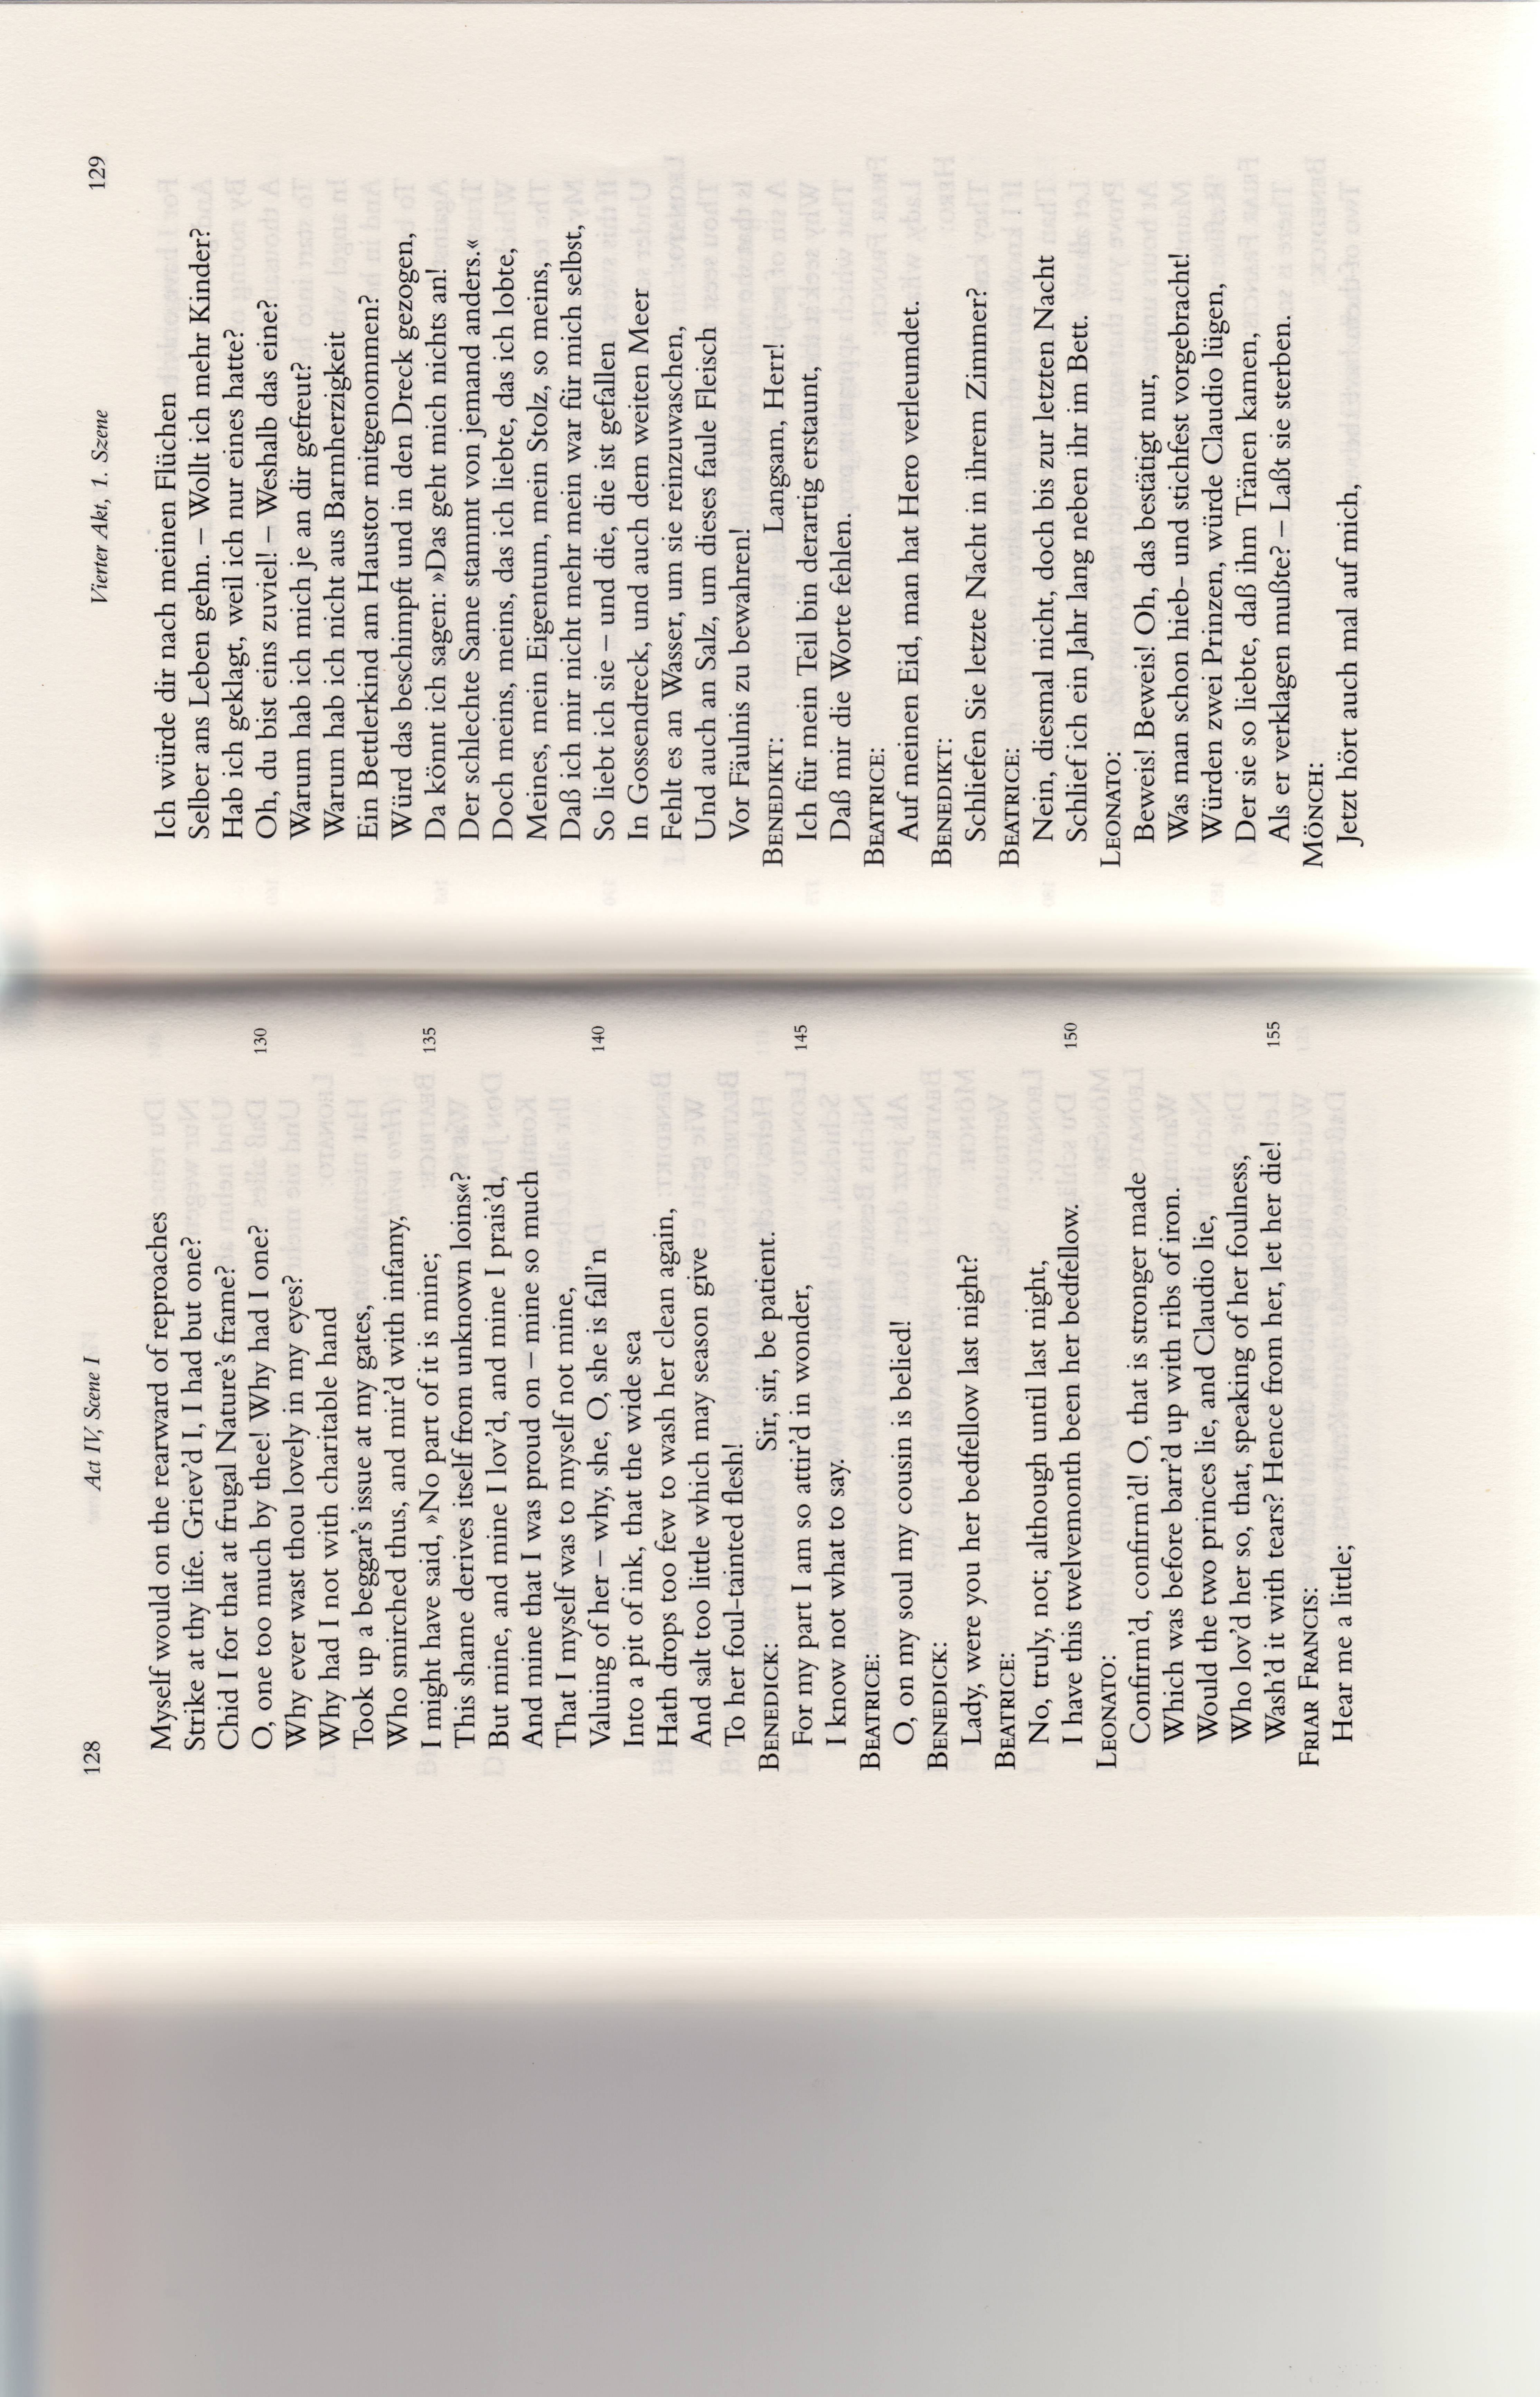 128
Act IV, Scene I
Myself would on the rearward of reproaches
Strike at thy life. Griev'd I, I had but one?
Chid I for that at frugal Nature's frame?
O, one too much by thee! Why had I one?
130
Why ever wast thou lovely in my eyes?
Why had I not with charitable hand
Took up a beggar's issue at my gates,
Who smirched thus, and mir'd with infamy,
I might have said, »No part of it is mine;
135
This shame derives itself from unknown loins«?
But mine, and mine I lov'd, and mine I prais'd,
And mine that I was proud on – mine so much
That I myself was to myself not mine,
Valuing of her – why, she, O, she is fall'n
140
Into a pit of ink, that the wide sea
Hath drops too few to wash her clean again,
And salt too little which may season give
To her foul-tainted flesh!
BENEDICK: Sir, sir, be patient.
For my part I am so attir'd in wonder,
145
I know not what to say.
BEATRICE:
O, on my soul my cousin is belied!
BENEDICK:
Lady, were you her bedfellow last night?
BEATRICE:
No, truly, not; although until last night,
I have this twelvemonth been her bedfellow.
150
LEONATO:
Confirm'd, confirm'd! O, that is stronger made
Which was before barr'd up with ribs of iron.
Would the two princes lie, and Claudio lie,
Who lov'd her so, that, speaking of her foulness,
Wash'd it with tears? Hence from her, let her die!
155
FRIAR FRANCIS:
Hear me a little;
Vierter Akt, 1. Szene
129
Ich würde dir nach meinen Flüchen
Selber ans Leben gehn. – Wollt ich mehr Kinder?
Hab ich geklagt, weil ich nur eines hatte?
Oh, du bist eins zuviel! – Weshalb das eine?
Warum hab ich mich je an dir gefreut?
Warum hab ich nicht aus Barmherzigkeit
Ein Bettlerkind am Haustor mitgenommen?
Würd das beschimpft und in den Dreck gezogen,
Da könnt ich sagen: »Das geht mich nichts an!
Der schlechte Same stammt von jemand anders.«
Doch meins, meins, das ich liebte, das ich lobte,
Meines, mein Eigentum, mein Stolz, so meins,
Daß ich mir nicht mehr mein war für mich selbst,
So liebt ich sie – und die, die ist gefallen
In Gossendreck, und auch dem weiten Meer
Fehlt es an Wasser, um sie reinzuwaschen,
Und auch an Salz, um dieses faule Fleisch
Vor Fäulnis zu bewahren!
BENEDIKT: Langsam, Herr!
Ich für mein Teil bin derartig erstaunt,
Daß mir die Worte fehlen.
BEATRICE:
Auf meinen Eid, man hat Hero verleumdet.
BENEDIKT:
Schliefen Sie letzte Nacht in ihrem Zimmer?
BEATRICE:
Nein, diesmal nicht, doch bis zur letzten Nacht
Schlief ich ein Jahr lang neben ihr im Bett.
LEONATO:
Beweis! Beweis! Oh, das bestätigt nur,
Was man schon hieb- und stichfest vorgebracht!
Würden zwei Prinzen, würde Claudio lügen,
Der sie so liebte, daß ihm Tränen kamen,
Als er verklagen mußte? – Laßt sie sterben.
MÖNCH:
Jetzt hört auch mal auf mich,